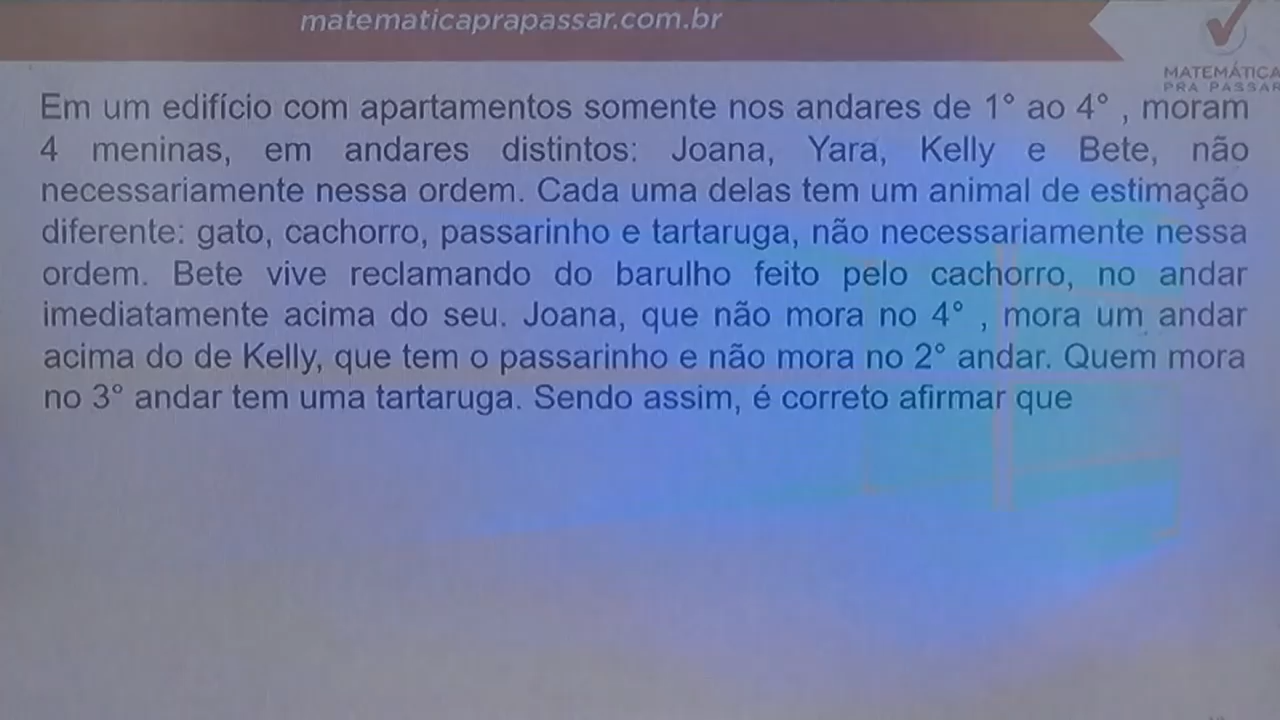 matematicaprapassar.com.br
MATEMÁTICA
PRA PASSAR
Em um edifício com apartamentos somente nos andares de 1° ao 4° , moram
4 meninas, em andares distintos: Joana, Yara, Kelly e Bete, não
necessariamente nessa ordem. Cada uma delas tem um animal de estimação
diferente: gato, cachorro, passarinho e tartaruga, não necessariamente nessa
ordem. Bete vive reclamando do barulho feito pelo cachorro, no andar
imediatamente acima do seu. Joana, que não mora no 4° , mora um andar
acima do de Kelly, que tem o passarinho e não mora no 2° andar. Quem mora
no 3° andar tem uma tartaruga. Sendo assim, é correto afirmar que